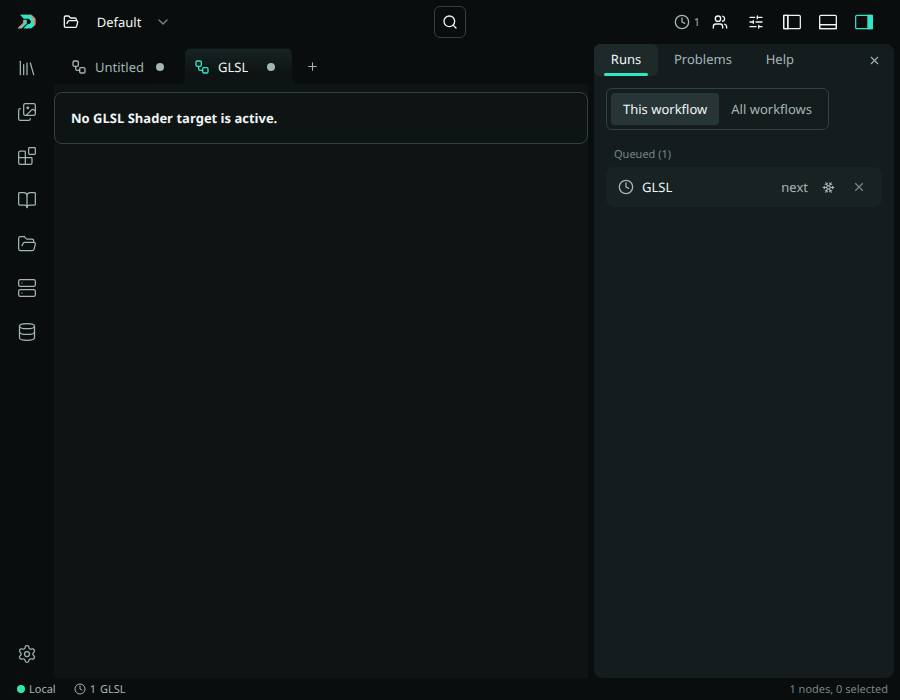 Default
1
Untitled
GLSL
No GLSL Shader target is active.
Runs
Problems
Help
This workflow
All workflows
Queued (1)
GLSL
next
Local
1 GLSL
1 nodes, 0 selected